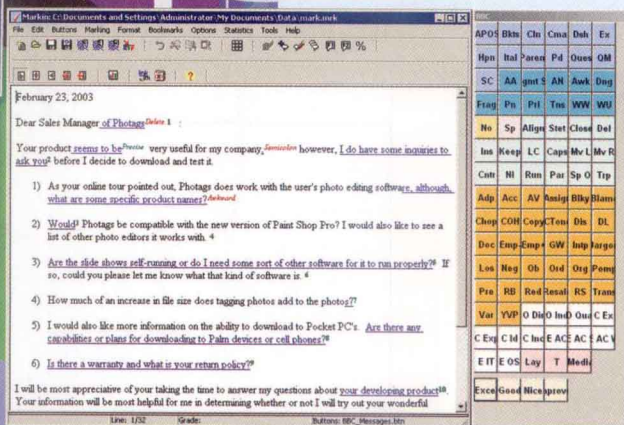 Markin C:\Documents and Settings\Administrator\My Documents\Data\mark.mrk
File Edit Buttons Marking Format Bookmarks Options Statistics Tools Help
February 23, 2003
Dear Sales Manager of Photags Delete 1 :
Your product seems to be Precise very useful for my company, Semicolon however, I do have some inquiries to
ask you² before I decide to download and test it.
1) As your online tour pointed out, Photags does work with the user's photo editing software, although,
what are some specific product names? Awkward
2) Would³ Photags be compatible with the new version of Paint Shop Pro? I would also like to see a
list of other photo editors it works with. 4
3) Are the slide shows self-running or do I need some sort of other software for it to run properly?⁵ If
so, could you please let me know what that kind of software is. 6
4) How much of an increase in file size does tagging photos add to the photos?⁷
5) I would also like more information on the ability to download to Pocket PC's. Are there any
capabilities or plans for downloading to Palm devices or cell phones?⁸
6) Is there a warranty and what is your return policy?⁹
I will be most appreciative of your taking the time to answer my questions about your developing product¹⁰.
Your information will be most helpful for me in determining whether or not I will try out your wonderful
Line: 1/32 Grade: Buttons: BBC_Messages.btn
APOS Bkts Cln Cma Dsh Ex
Hpn Ital Paren Pd Ques QM
SC AA gmt S AN Awk Dng
Frag Pn Prl Tns WW WU
No Sp Align Stet Close Del
Ins Keep LC Caps Mv L Mv R
Cntr NI Run Par Sp O Trp
Adp Acc AV Assig Blky Blam
Chop COH Copy CTon Dis DL
Doc Emp- Emp+ GW Intp Jargo
Los Neg Ob Ord Org Pomp
Pre RB Red Resal RS Trans
Var YVP O Dir O Ind O Qua C Ex
C Exp C Id C Inc E ACC E AC S AC V
E IT E OS Lay T Media
Exce Good Nice